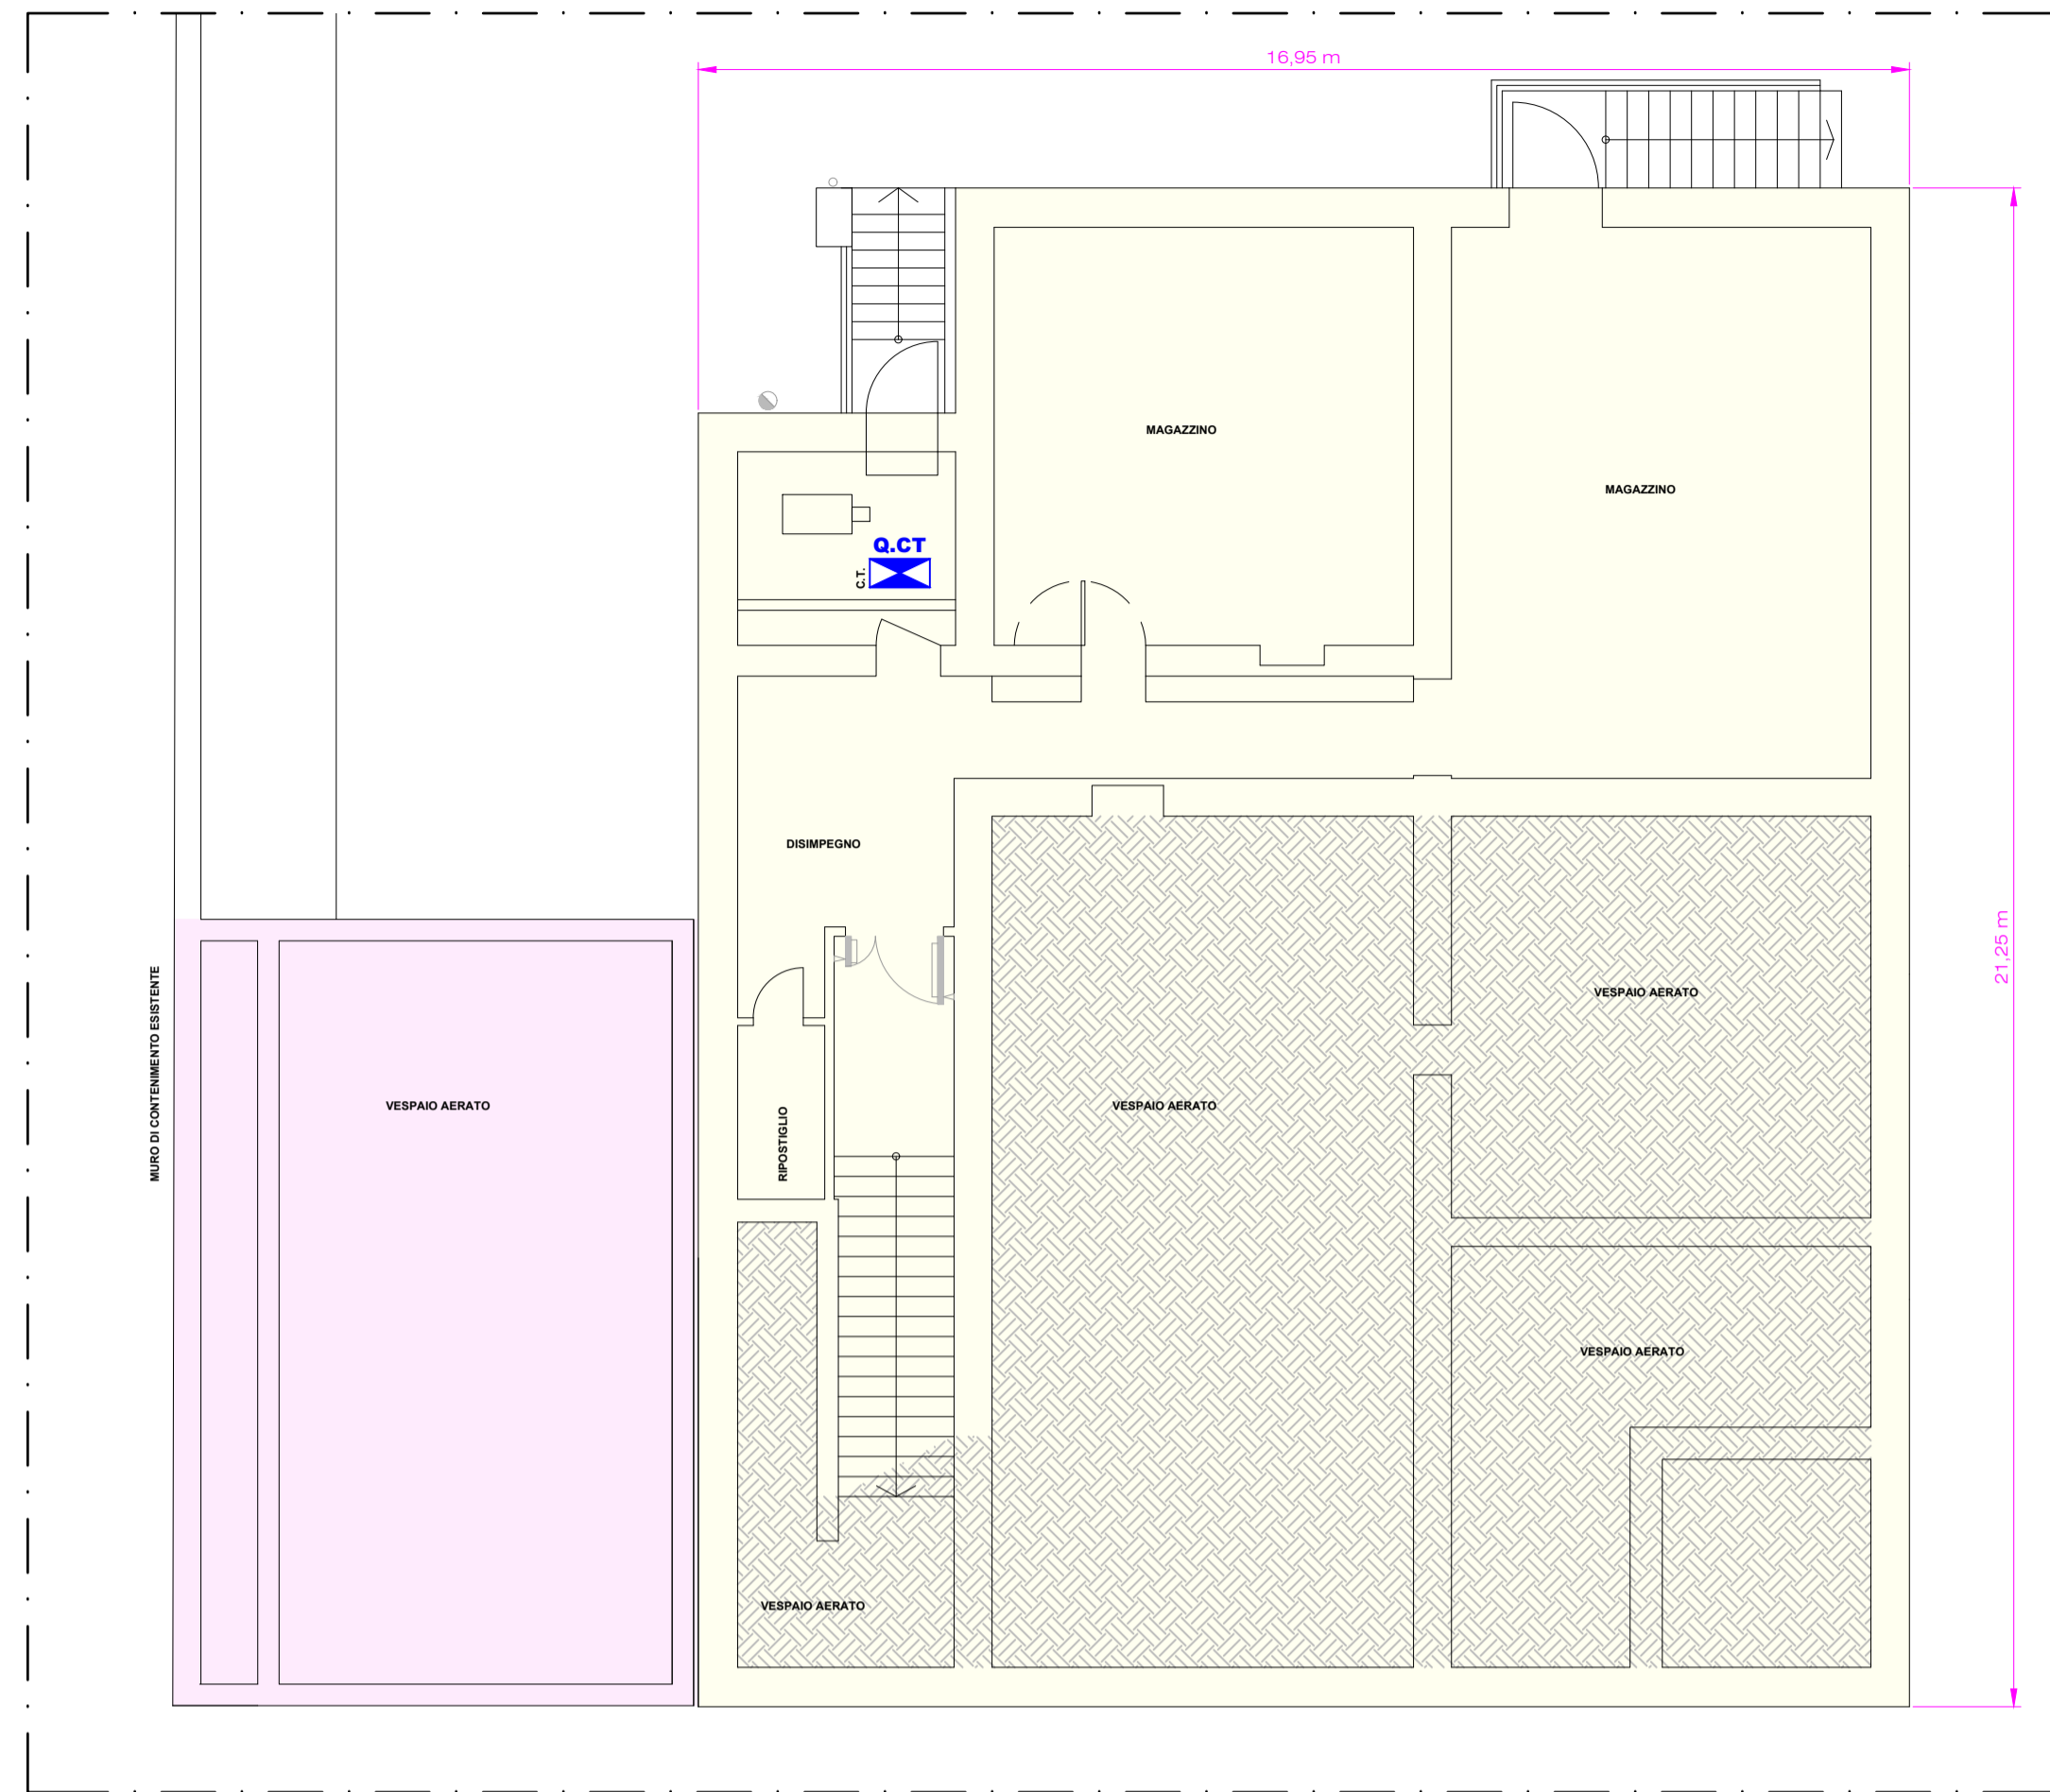 16,95 m
MAGAZZINO
MAGAZZINO
Q.CT
C.T.
DISIMPEGNO
21,25 m
MURO DI CONTENIMENTO ESISTENTE
VESPAIO AERATO
VESPAIO AERATO
VESPAIO AERATO
RIPOSTIGLIO
VESPAIO AERATO
VESPAIO AERATO